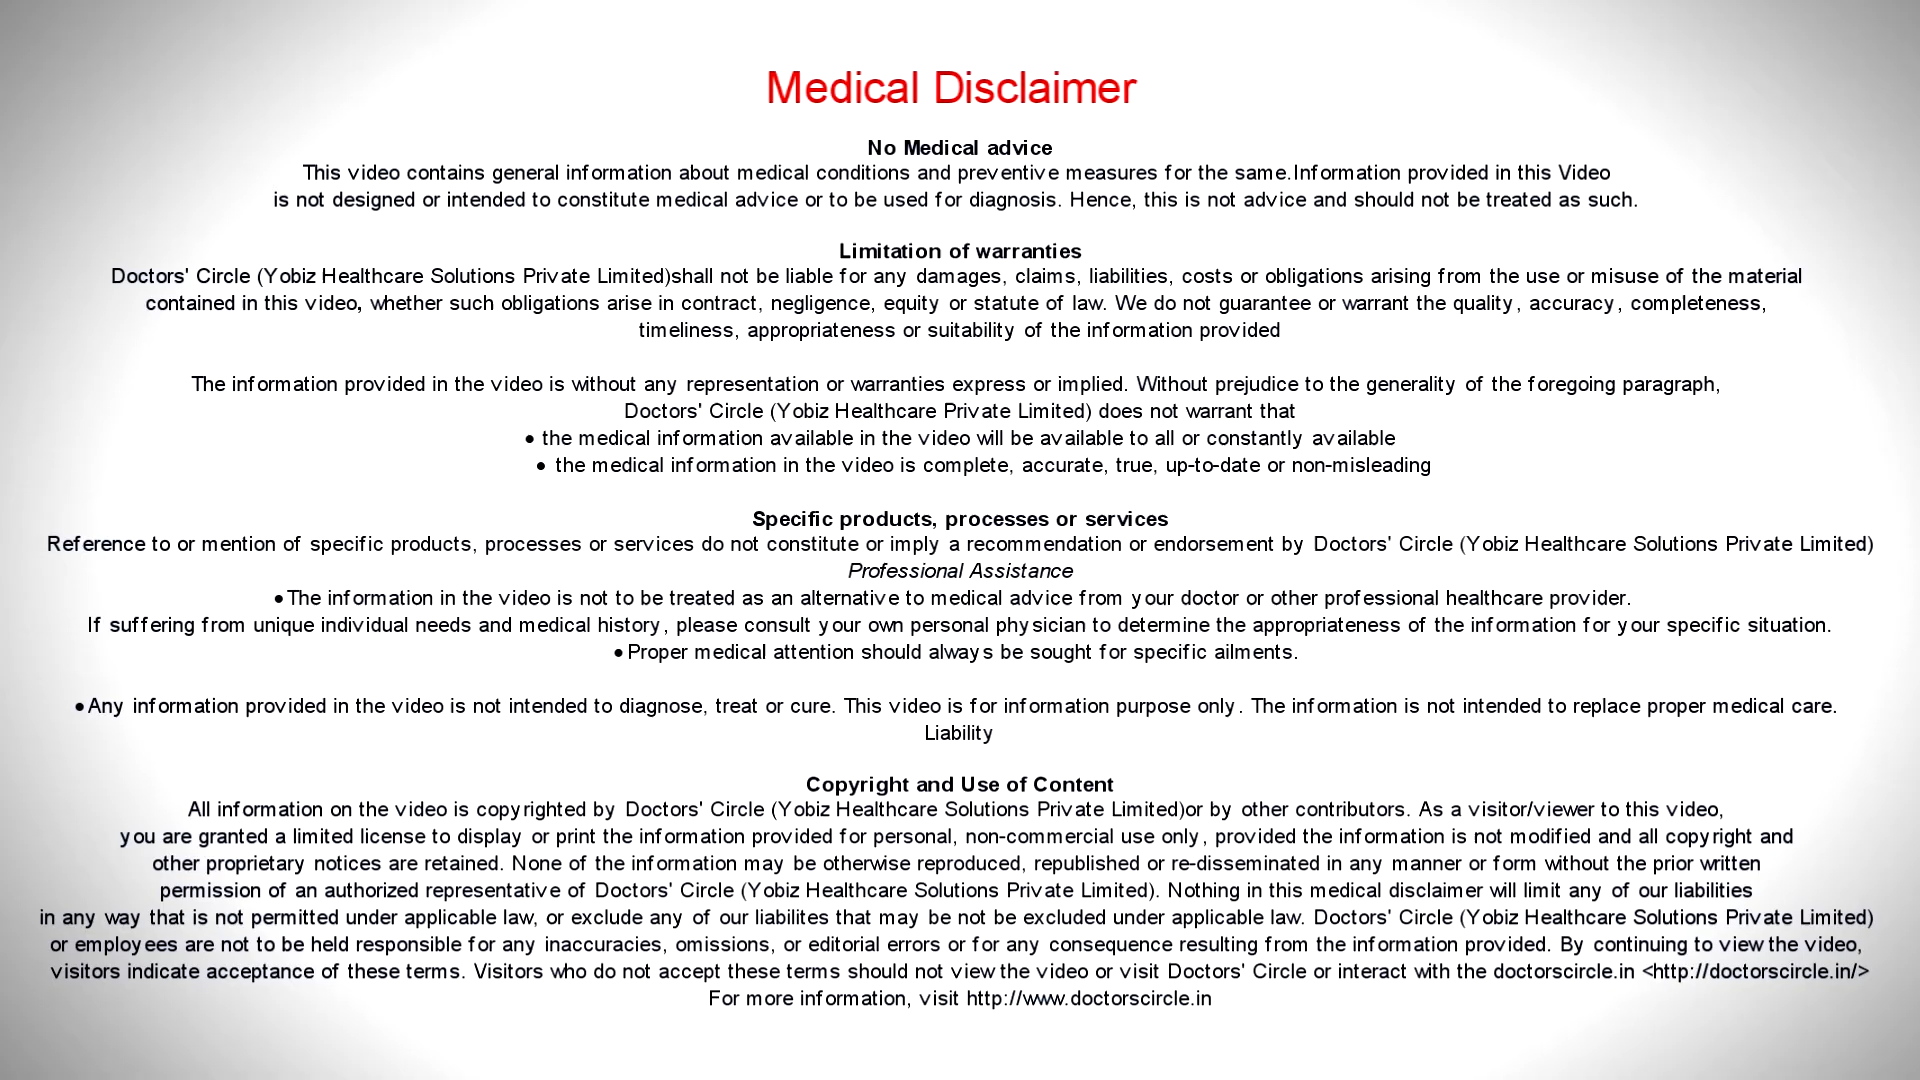 Medical Disclaimer
No Medical advice
This video contains general information about medical conditions and preventive measures for the same.Information provided in this Video
is not designed or intended to constitute medical advice or to be used for diagnosis. Hence, this is not advice and should not be treated as such.
Limitation of warranties
Doctors' Circle (Yobiz Healthcare Solutions Private Limited)shall not be liable for any damages, claims, liabilities, costs or obligations arising from the use or misuse of the material
contained in this video, whether such obligations arise in contract, negligence, equity or statute of law. We do not guarantee or warrant the quality, accuracy, completeness,
timeliness, appropriateness or suitability of the information provided
The information provided in the video is without any representation or warranties express or implied. Without prejudice to the generality of the foregoing paragraph,
Doctors' Circle (Yobiz Healthcare Private Limited) does not warrant that
• the medical information available in the video will be available to all or constantly available
• the medical information in the video is complete, accurate, true, up-to-date or non-misleading
Specific products, processes or services
Reference to or mention of specific products, processes or services do not constitute or imply a recommendation or endorsement by Doctors' Circle (Yobiz Healthcare Solutions Private Limited)
Professional Assistance
•The information in the video is not to be treated as an alternative to medical advice from your doctor or other professional healthcare provider.
If suffering from unique individual needs and medical history, please consult your own personal physician to determine the appropriateness of the information for your specific situation.
•Proper medical attention should always be sought for specific ailments.
•Any information provided in the video is not intended to diagnose, treat or cure. This video is for information purpose only. The information is not intended to replace proper medical care.
Liability
Copyright and Use of Content
All information on the video is copyrighted by Doctors' Circle (Yobiz Healthcare Solutions Private Limited)or by other contributors. As a visitor/viewer to this video,
you are granted a limited license to display or print the information provided for personal, non-commercial use only, provided the information is not modified and all copyright and
other proprietary notices are retained. None of the information may be otherwise reproduced, republished or re-disseminated in any manner or form without the prior written
permission of an authorized representative of Doctors' Circle (Yobiz Healthcare Solutions Private Limited). Nothing in this medical disclaimer will limit any of our liabilities
in any way that is not permitted under applicable law, or exclude any of our liabilites that may be not be excluded under applicable law. Doctors' Circle (Yobiz Healthcare Solutions Private Limited)
or employees are not to be held responsible for any inaccuracies, omissions, or editorial errors or for any consequence resulting from the information provided. By continuing to view the video,
visitors indicate acceptance of these terms. Visitors who do not accept these terms should not view the video or visit Doctors' Circle or interact with the doctorscircle.in <http://doctorscircle.in/>
For more information, visit http://www.doctorscircle.in